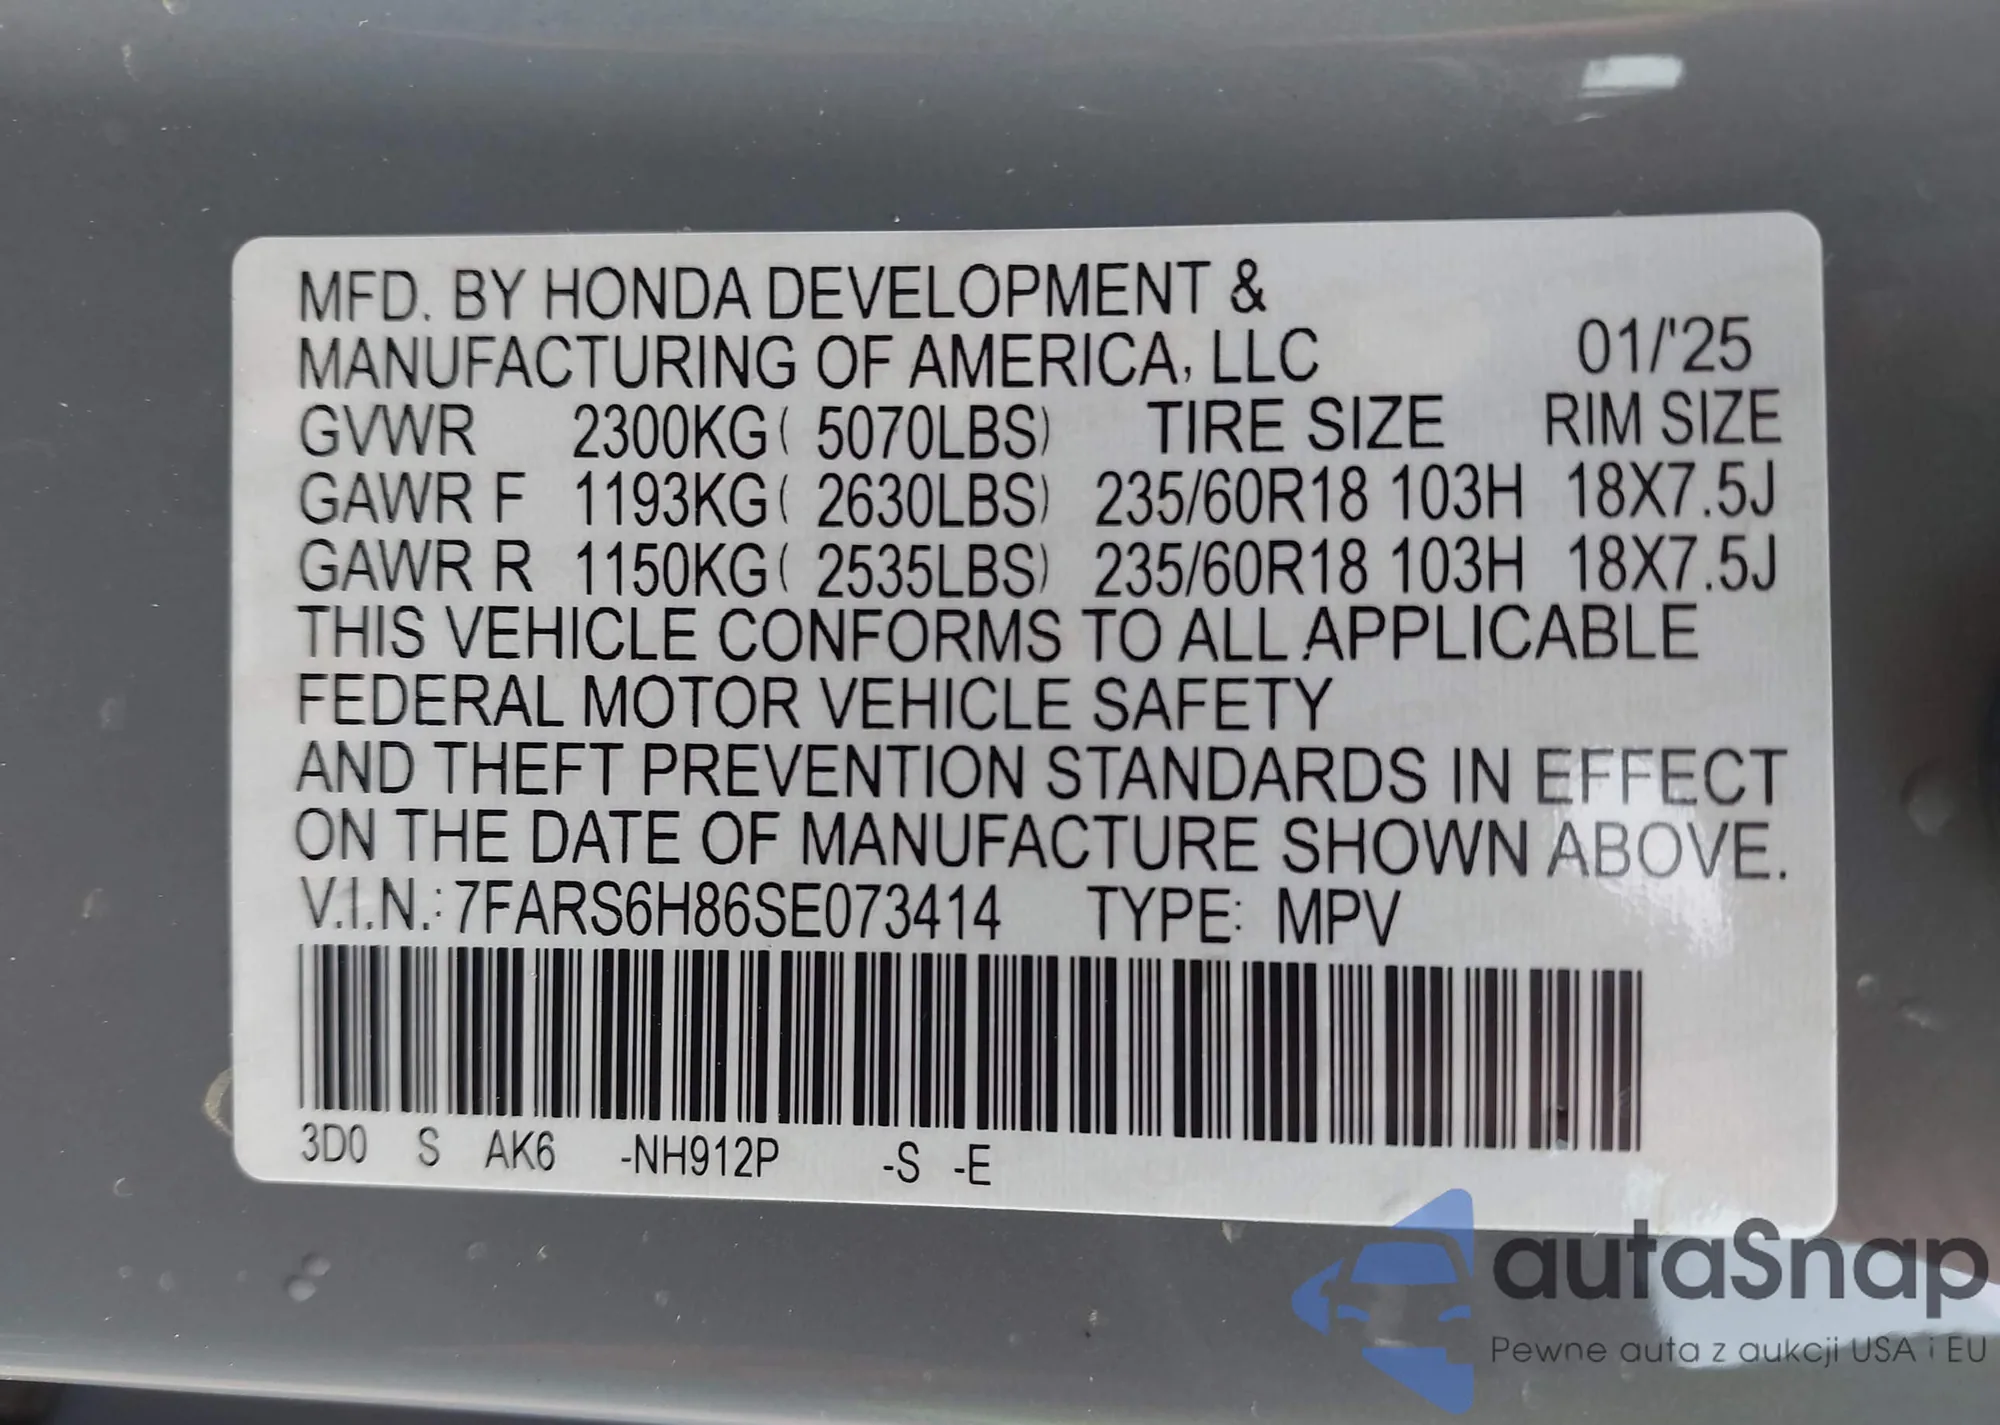 MFD. BY HONDA DEVELOPMENT &
MANUFACTURING OF AMERICA, LLC 01/'25
GVWR 2300KG( 5070LBS) TIRE SIZE RIM SIZE
GAWR F 1193KG( 2630LBS) 235/60R18 103H 18X7.5J
GAWR R 1150KG( 2535LBS) 235/60R18 103H 18X7.5J
THIS VEHICLE CONFORMS TO ALL APPLICABLE
FEDERAL MOTOR VEHICLE SAFETY
AND THEFT PREVENTION STANDARDS IN EFFECT
ON THE DATE OF MANUFACTURE SHOWN ABOVE.
V.I.N.: 7FARS6H86SE073414 TYPE: MPV
3D0 S AK6 -NH912P -S -E
autaSnap
Pewne auta z aukcji USA i EU